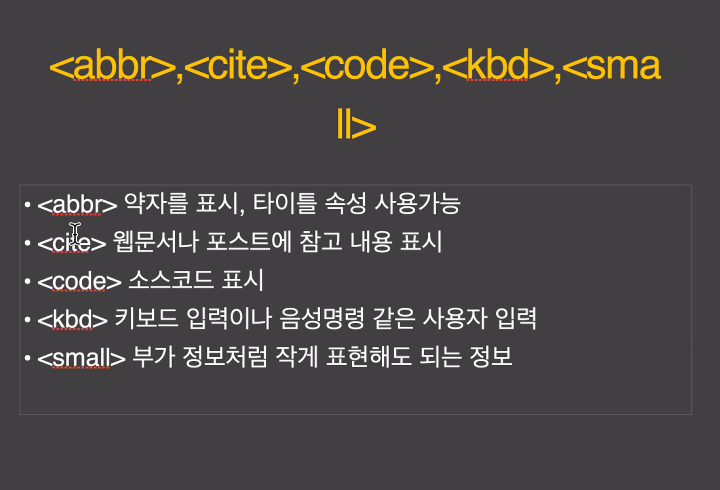 <abbr>,<cite>,<code>,<kbd>,<sma
ll>
• <abbr> 약자를 표시, 타이틀 속성 사용가능
• <cite> 웹문서나 포스트에 참고 내용 표시
• <code> 소스코드 표시
• <kbd> 키보드 입력이나 음성명령 같은 사용자 입력
• <small> 부가 정보처럼 작게 표현해도 되는 정보